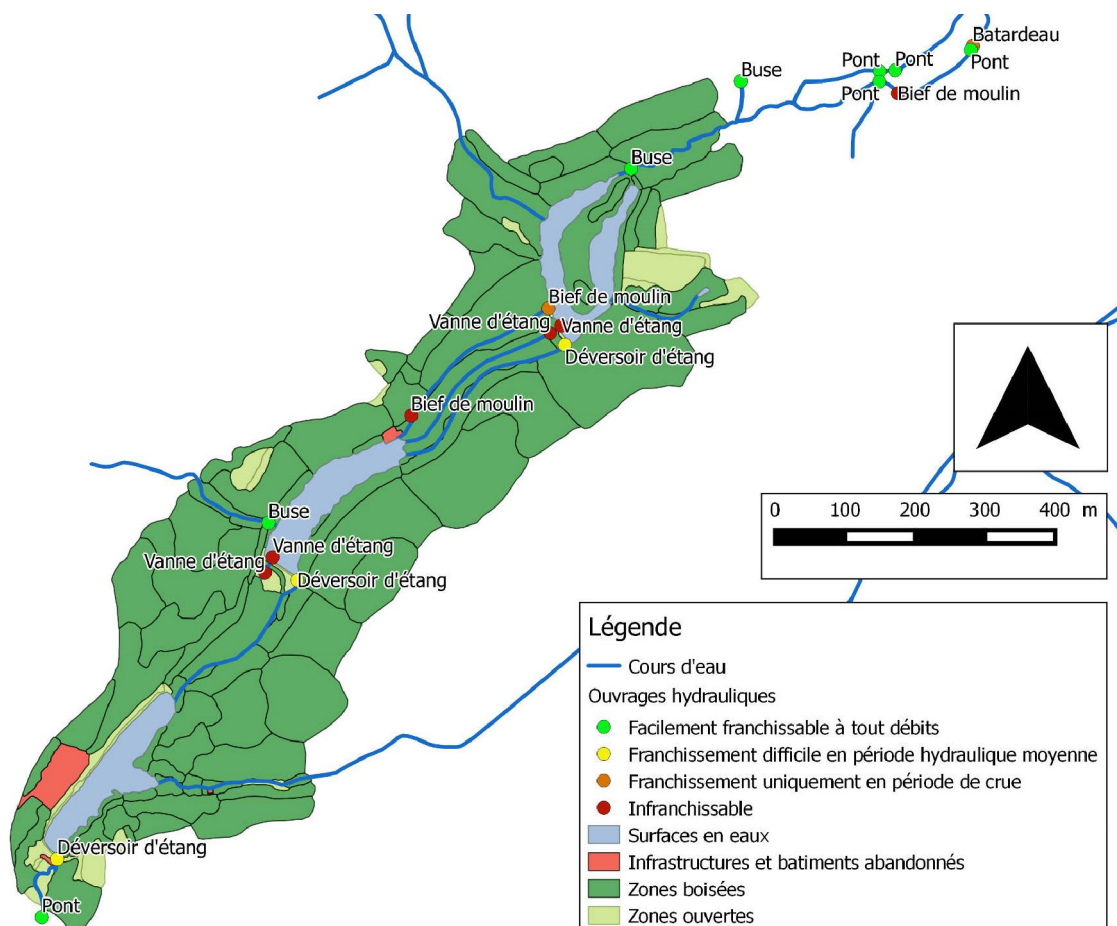 Batardeau
Pont
Pont
Pont
Buse
Pont
Bief de moulin
Buse
Bief de moulin
Vanne d'étang
Vanne d'étang
Déversoir d'étang
Bief de moulin
Buse
Vanne d'étang
Vanne d'étang
Déversoir d'étang
Déversoir d'étang
Pont
0 100 200 300 400 m
Légende
Cours d'eau
Ouvrages hydrauliques
Facilement franchissable à tout débits
Franchissement difficile en période hydraulique moyenne
Franchissement uniquement en période de crue
Infranchissable
Surfaces en eaux
Infrastructures et batiments abandonnés
Zones boisées
Zones ouvertes